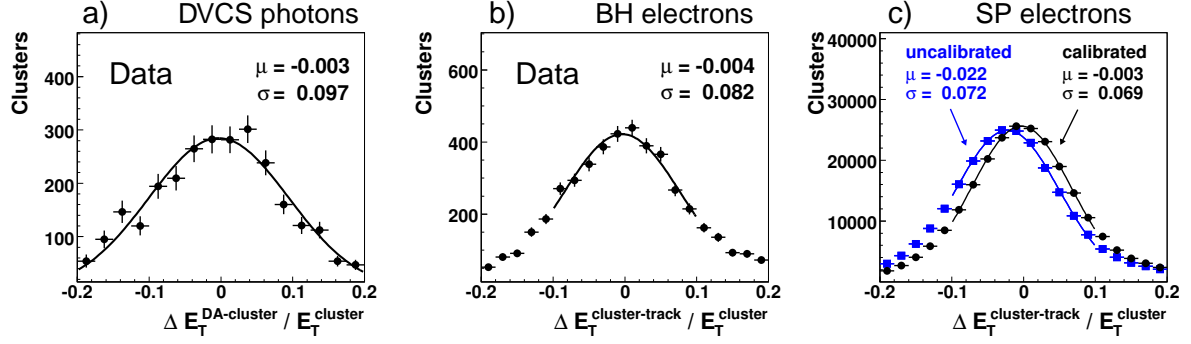 a) DVCS photons
Clusters
400
300
200
100
Data
μ = -0.003
σ = 0.097
-0.2 -0.1 0 0.1 0.2
Δ E_T^DA-cluster / E_T^cluster
b) BH electrons
Clusters
600
400
200
Data
μ = -0.004
σ = 0.082
-0.2 -0.1 0 0.1 0.2
Δ E_T^cluster-track / E_T^cluster
c) SP electrons
Clusters
40000
30000
20000
10000
uncalibrated
μ = -0.022
σ = 0.072
calibrated
μ = -0.003
σ = 0.069
-0.2 -0.1 0 0.1 0.2
Δ E_T^cluster-track / E_T^cluster